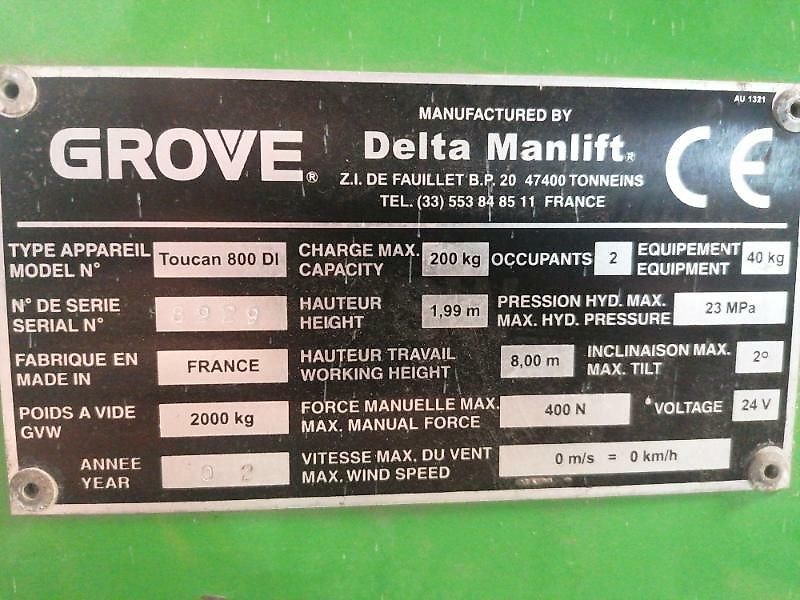 AU 1321
MANUFACTURED BY
GROVE® Delta Manlift® CE
Z.I. DE FAUILLET B.P. 20 47400 TONNEINS
TEL. (33) 553 84 85 11 FRANCE
TYPE APPAREIL
MODEL N° Toucan 800 DI
CHARGE MAX.
CAPACITY 200 kg
OCCUPANTS 2
EQUIPEMENT
EQUIPMENT 40 kg
N° DE SERIE
SERIAL N° 8929
HAUTEUR
HEIGHT 1,99 m
PRESSION HYD. MAX.
MAX. HYD. PRESSURE 23 MPa
FABRIQUE EN
MADE IN FRANCE
HAUTEUR TRAVAIL
WORKING HEIGHT 8,00 m
INCLINAISON MAX.
MAX. TILT 2°
POIDS A VIDE
GVW 2000 kg
FORCE MANUELLE MAX.
MAX. MANUAL FORCE 400 N
VOLTAGE 24 V
ANNEE
YEAR 02
VITESSE MAX. DU VENT
MAX. WIND SPEED 0 m/s = 0 km/h